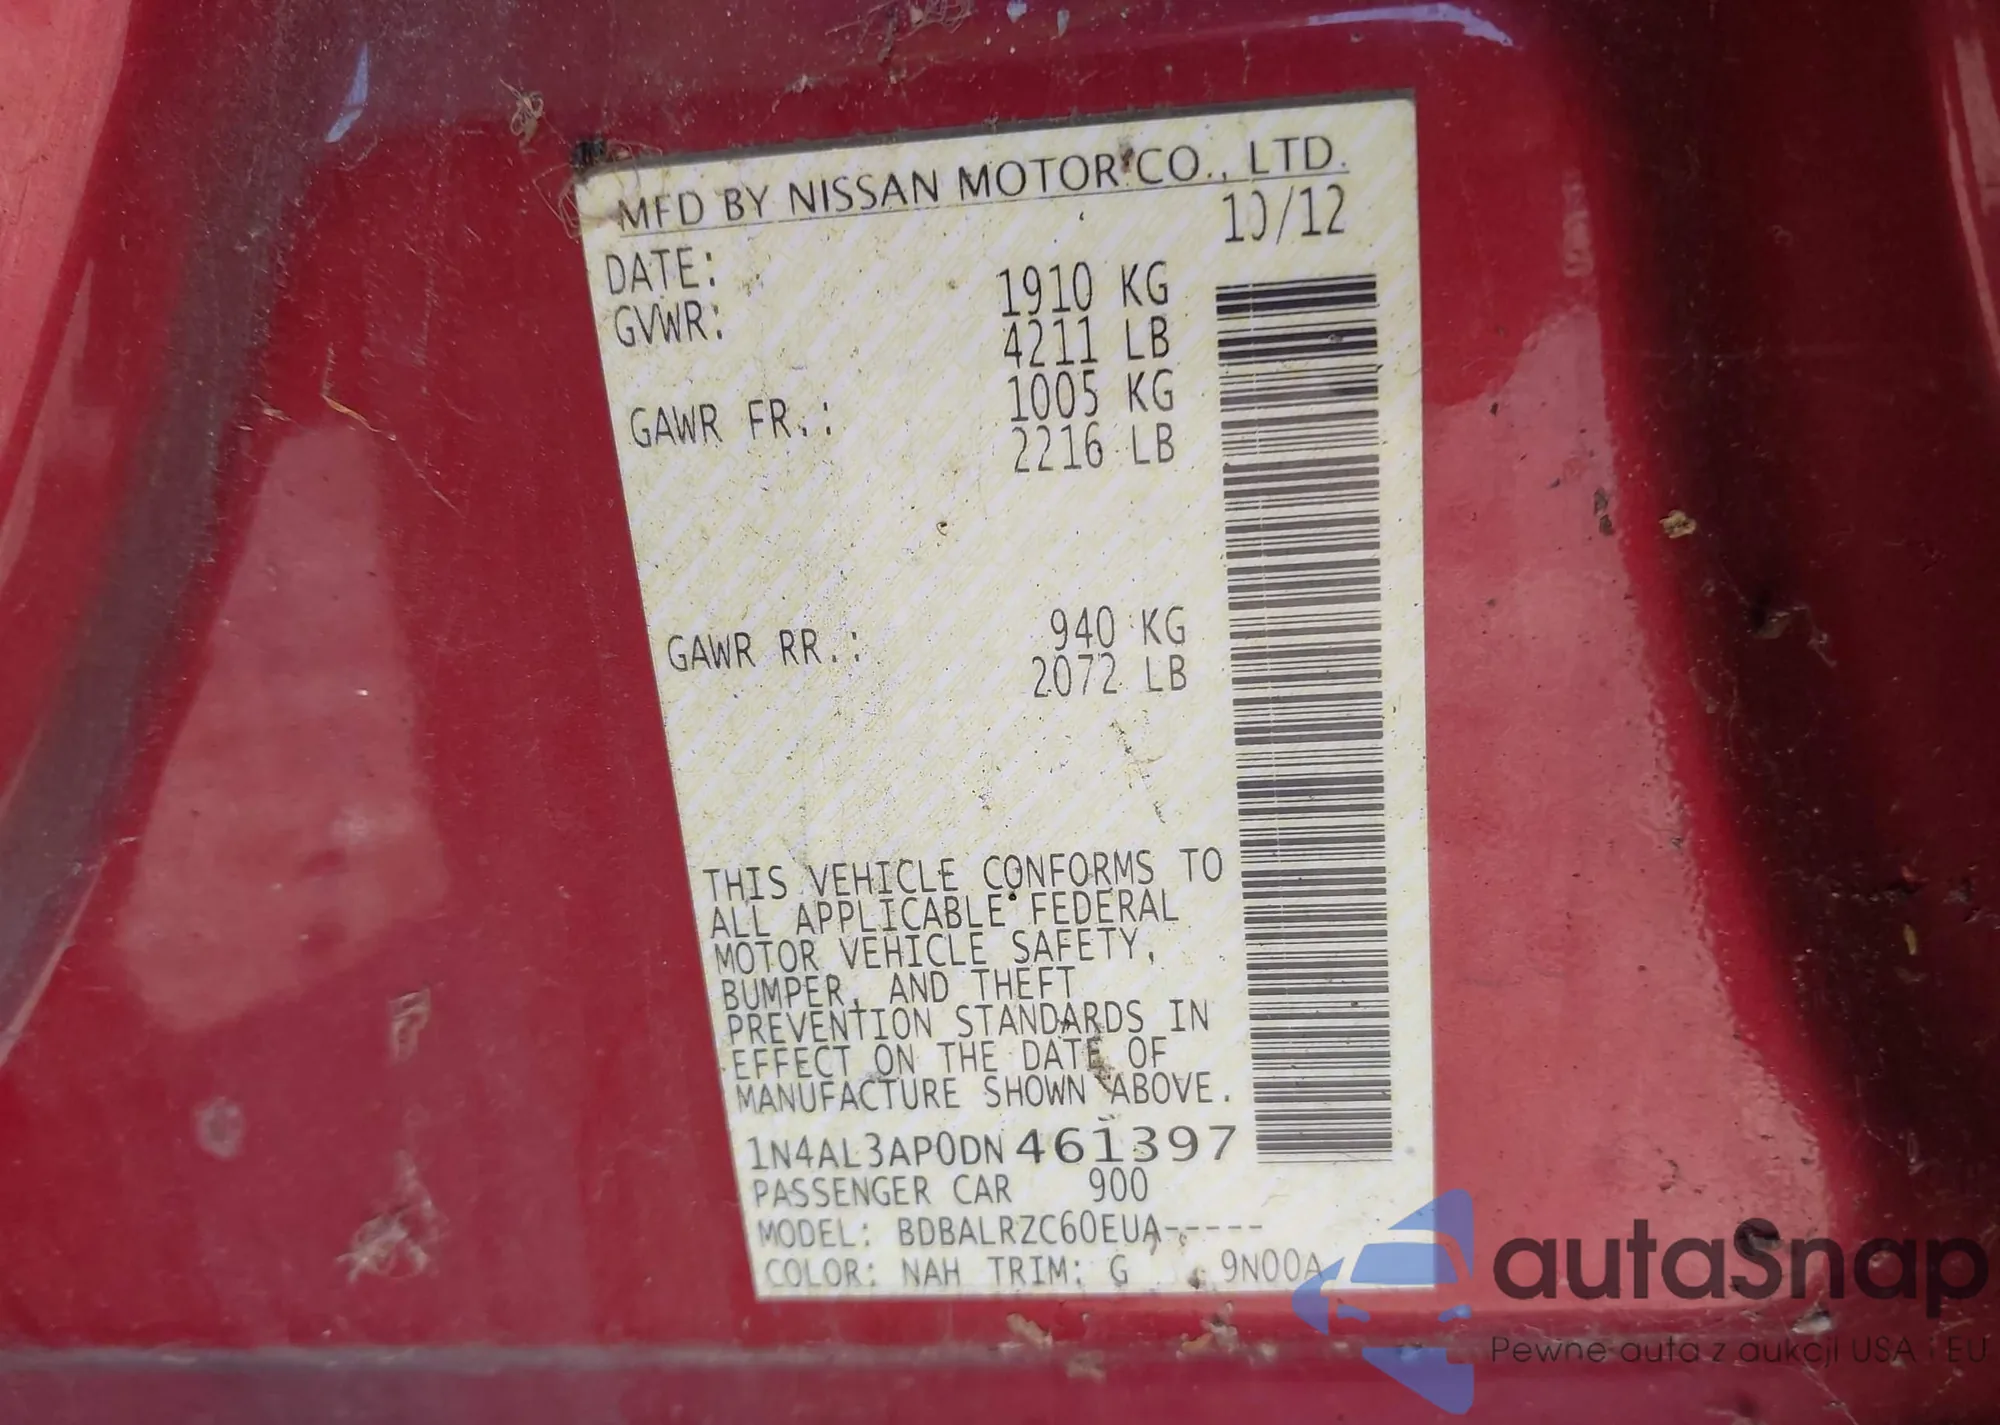 MFD BY NISSAN MOTOR CO., LTD.
DATE: 10/12
GVWR: 1910 KG
4211 LB
GAWR FR.: 1005 KG
2216 LB
GAWR RR.: 940 KG
2072 LB
THIS VEHICLE CONFORMS TO
ALL APPLICABLE FEDERAL
MOTOR VEHICLE SAFETY,
BUMPER, AND THEFT
PREVENTION STANDARDS IN
EFFECT ON THE DATE OF
MANUFACTURE SHOWN ABOVE.
1N4AL3AP0DN461397
PASSENGER CAR 900
MODEL: BDBALRZC60EUA-----
COLOR: NAH TRIM: G 9N00A
autaSnap
Pewne auta z aukcji USA i EU